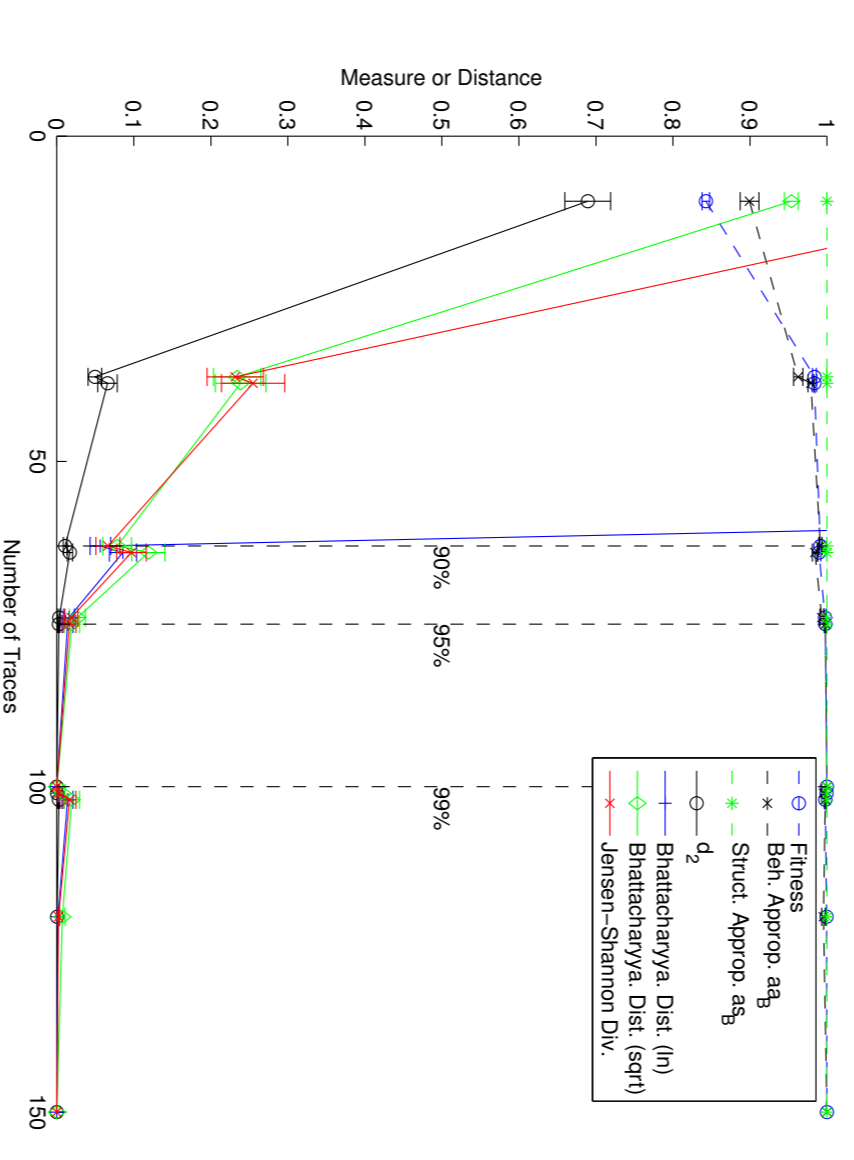 Measure or Distance
0
0.1
0.2
0.3
0.4
0.5
0.6
0.7
0.8
0.9
1
0
50
100
150
Number of Traces
90%
95%
99%
Fitness
Beh. Approp. aa_B
Struct. Approp. as_B
d_2
Bhattacharyya. Dist. (ln)
Bhattacharyya. Dist. (sqrt)
Jensen−Shannon Div.